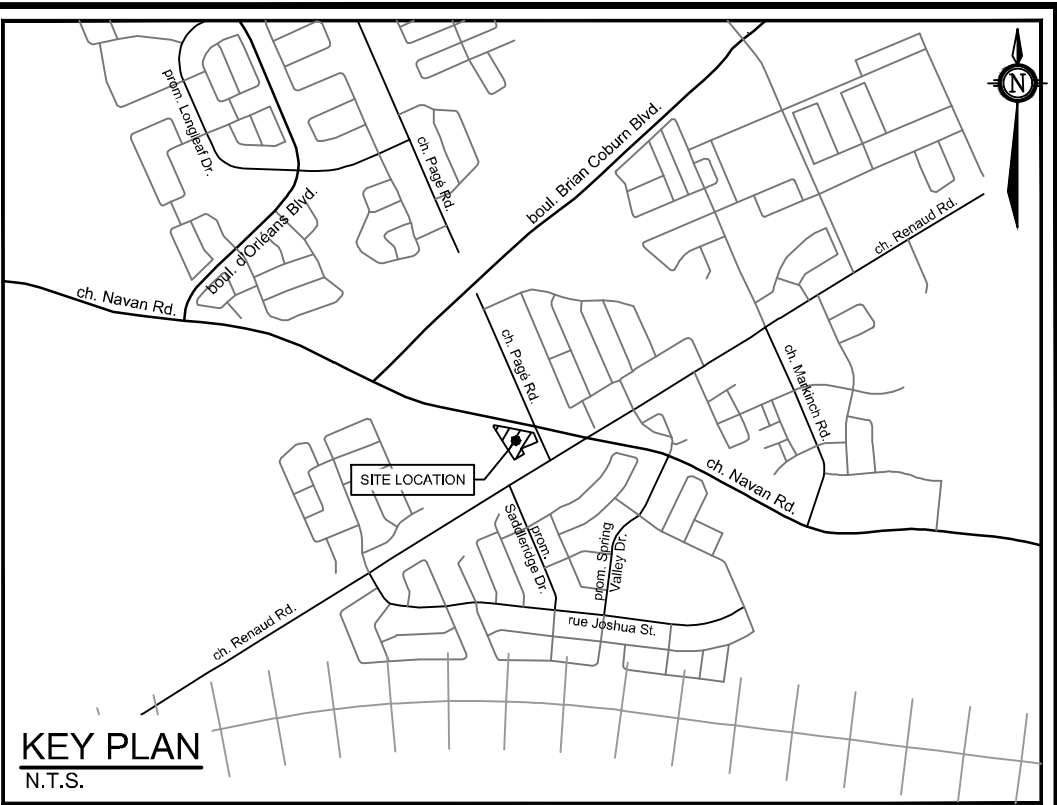 prom. Longleaf Dr.
ch. Pagé Rd.
boul. Brian Coburn Blvd.
N
boul. d'Orléans Blvd.
ch. Renaud Rd.
ch. Navan Rd.
ch. Pagé Rd.
ch. Markinch Rd.
SITE LOCATION
ch. Navan Rd.
prom.
Saddleridge Dr.
prom. Spring
Valley Dr.
ch. Renaud Rd.
rue Joshua St.
KEY PLAN
N.T.S.